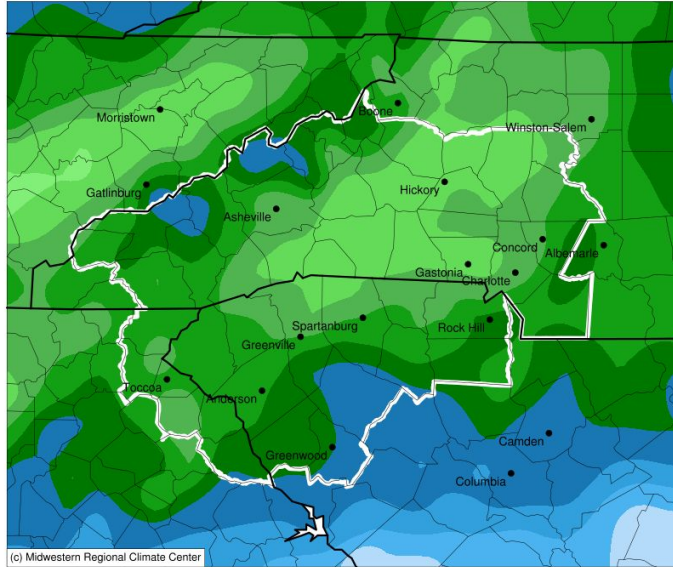 Boone
Morristown
Winston-Salem
Gatlinburg
Hickory
Asheville
Concord
Albemarle
Gastonia
Charlotte
Spartanburg
Rock Hill
Greenville
Toccoa
Anderson
Camden
Greenwood
Columbia
(c) Midwestern Regional Climate Center